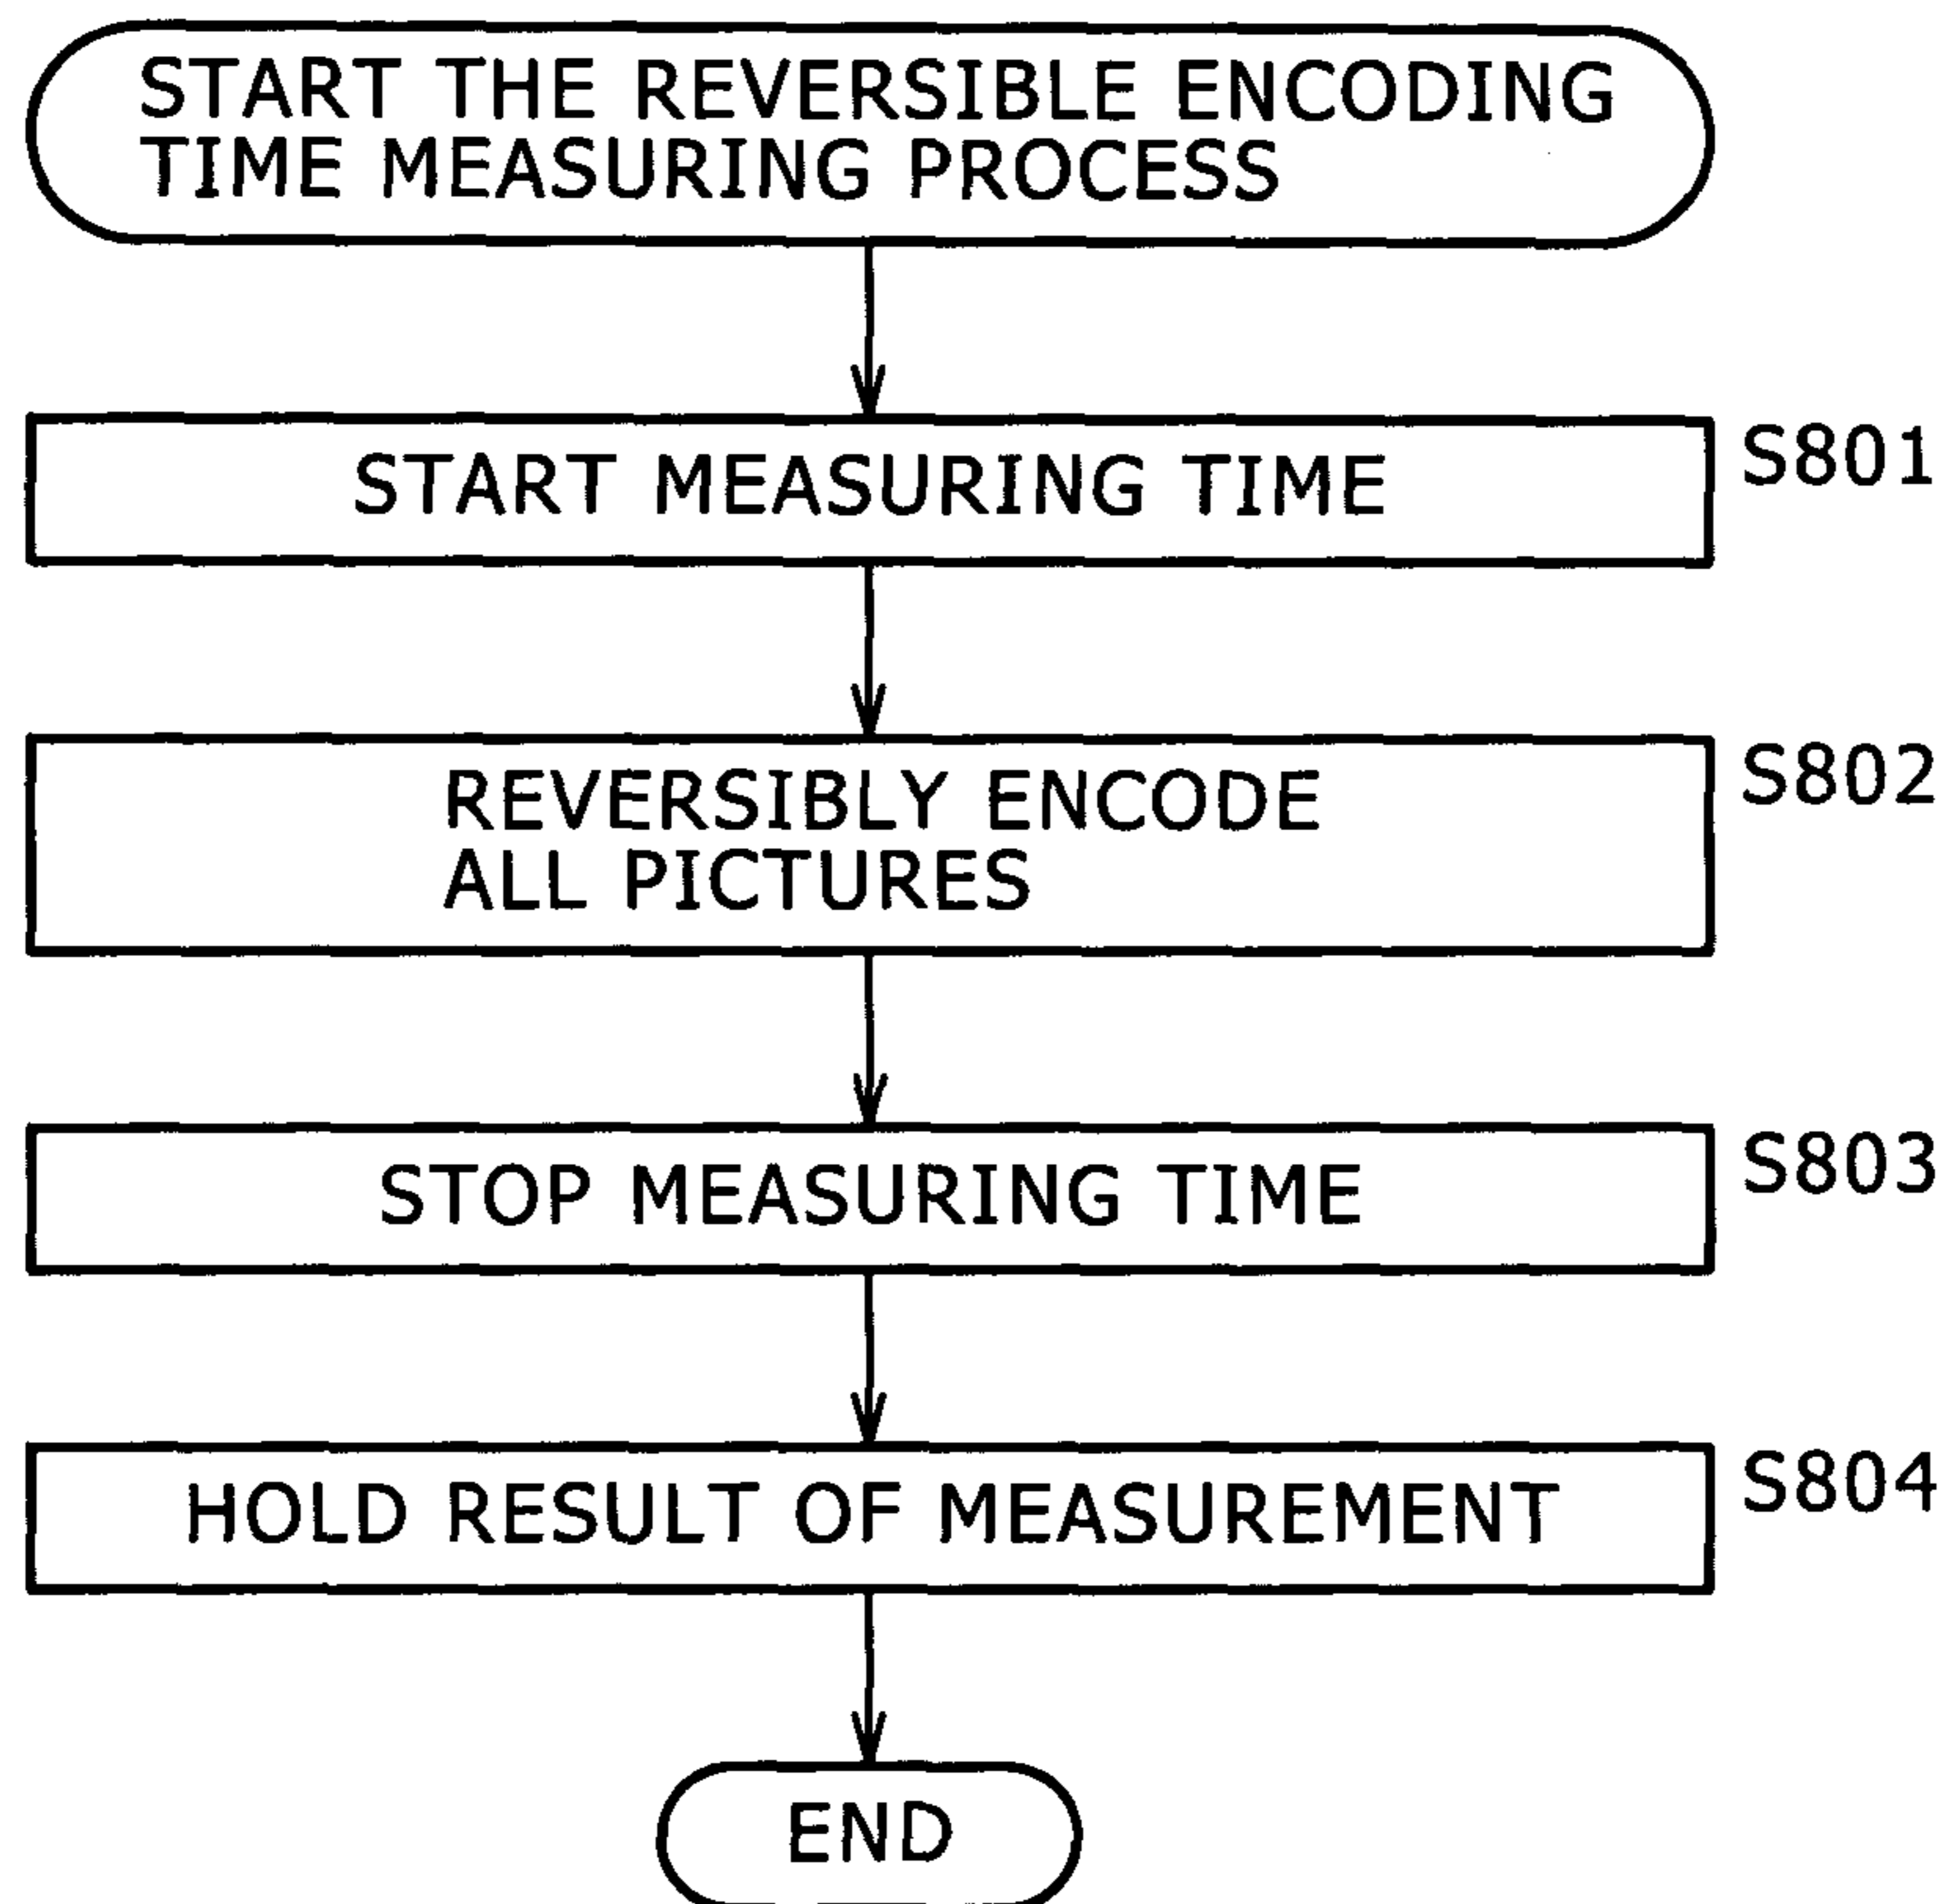 START THE REVERSIBLE ENCODING
TIME MEASURING PROCESS
START MEASURING TIME
S801
REVERSIBLY ENCODE
ALL PICTURES
S802
STOP MEASURING TIME
S803
HOLD RESULT OF MEASUREMENT
S804
END